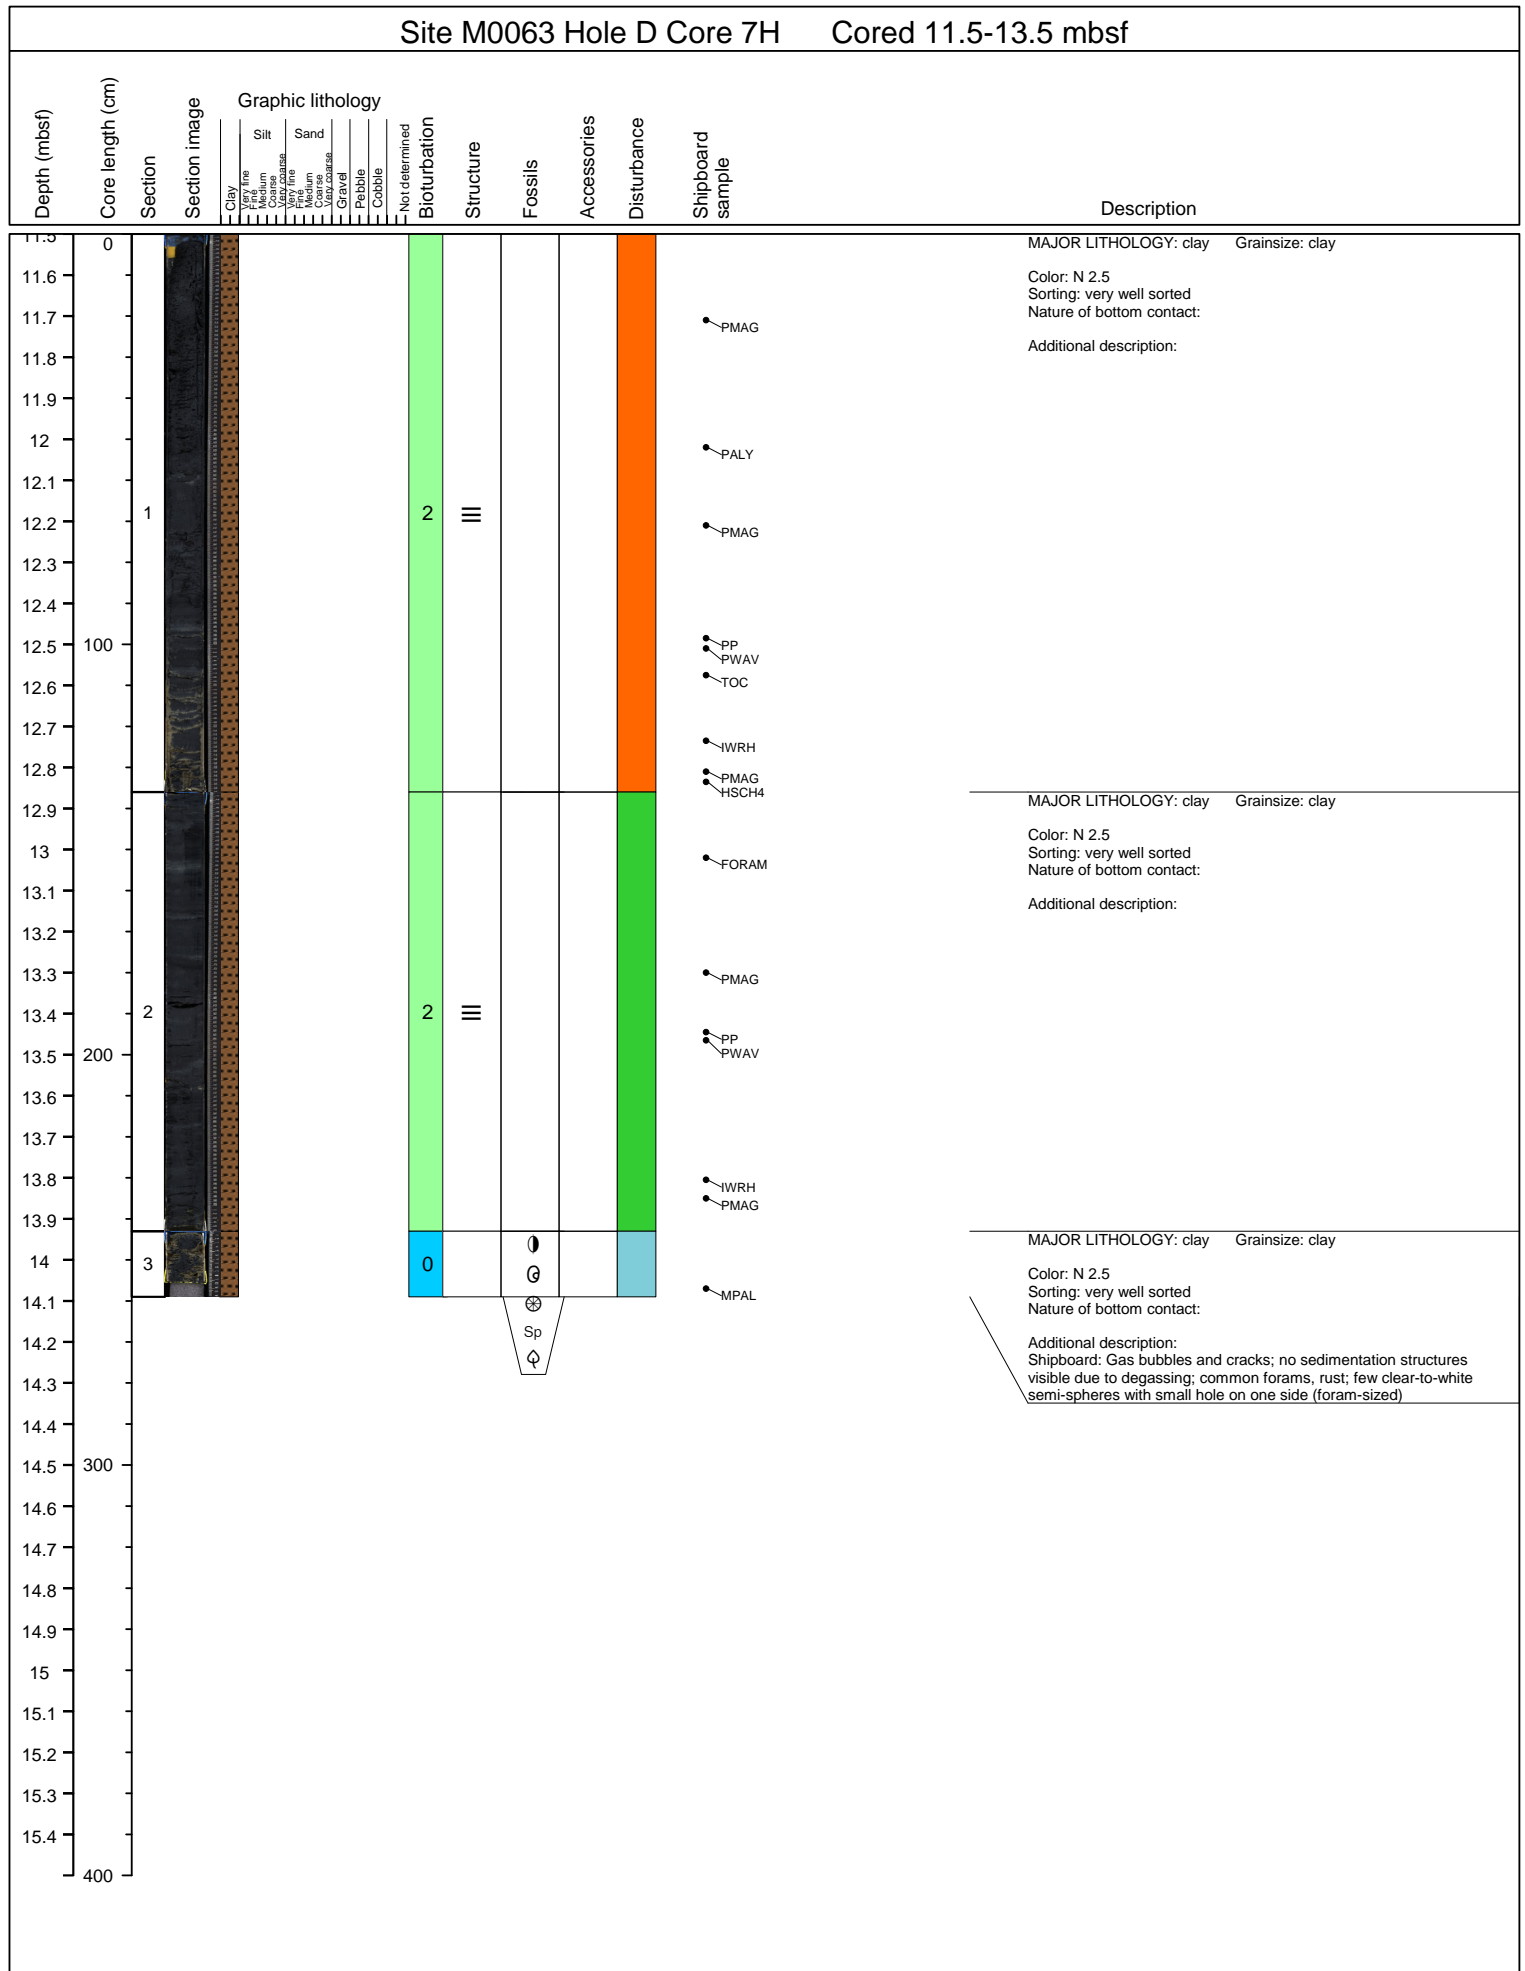 Site M0063 Hole D Core 7H Cored 11.5-13.5 mbsf
Depth (mbsf)
Core length (cm)
Section
Section image
Graphic lithology
Clay
Silt
Very fine
Fine
Medium
Coarse
Very coarse
Sand
Very fine
Fine
Medium
Coarse
Very coarse
Gravel
Pebble
Cobble
Not determined
Bioturbation
Structure
Fossils
Accessories
Disturbance
Shipboard
sample
Description
11.5
11.6
11.7
11.8
11.9
12
12.1
12.2
12.3
12.4
12.5
12.6
12.7
12.8
12.9
13
13.1
13.2
13.3
13.4
13.5
13.6
13.7
13.8
13.9
14
14.1
14.2
14.3
14.4
14.5
14.6
14.7
14.8
14.9
15
15.1
15.2
15.3
15.4
0
100
200
300
400
1
2
3
2
2
0
Sp
PMAG
PALY
PMAG
PP
PWAV
TOC
IWRH
PMAG
HSCH4
FORAM
PMAG
PP
PWAV
IWRH
PMAG
MPAL
MAJOR LITHOLOGY: clay Grainsize: clay
Color: N 2.5
Sorting: very well sorted
Nature of bottom contact:
Additional description:
MAJOR LITHOLOGY: clay Grainsize: clay
Color: N 2.5
Sorting: very well sorted
Nature of bottom contact:
Additional description:
MAJOR LITHOLOGY: clay Grainsize: clay
Color: N 2.5
Sorting: very well sorted
Nature of bottom contact:
Additional description:
Shipboard: Gas bubbles and cracks; no sedimentation structures
visible due to degassing; common forams, rust; few clear-to-white
semi-spheres with small hole on one side (foram-sized)